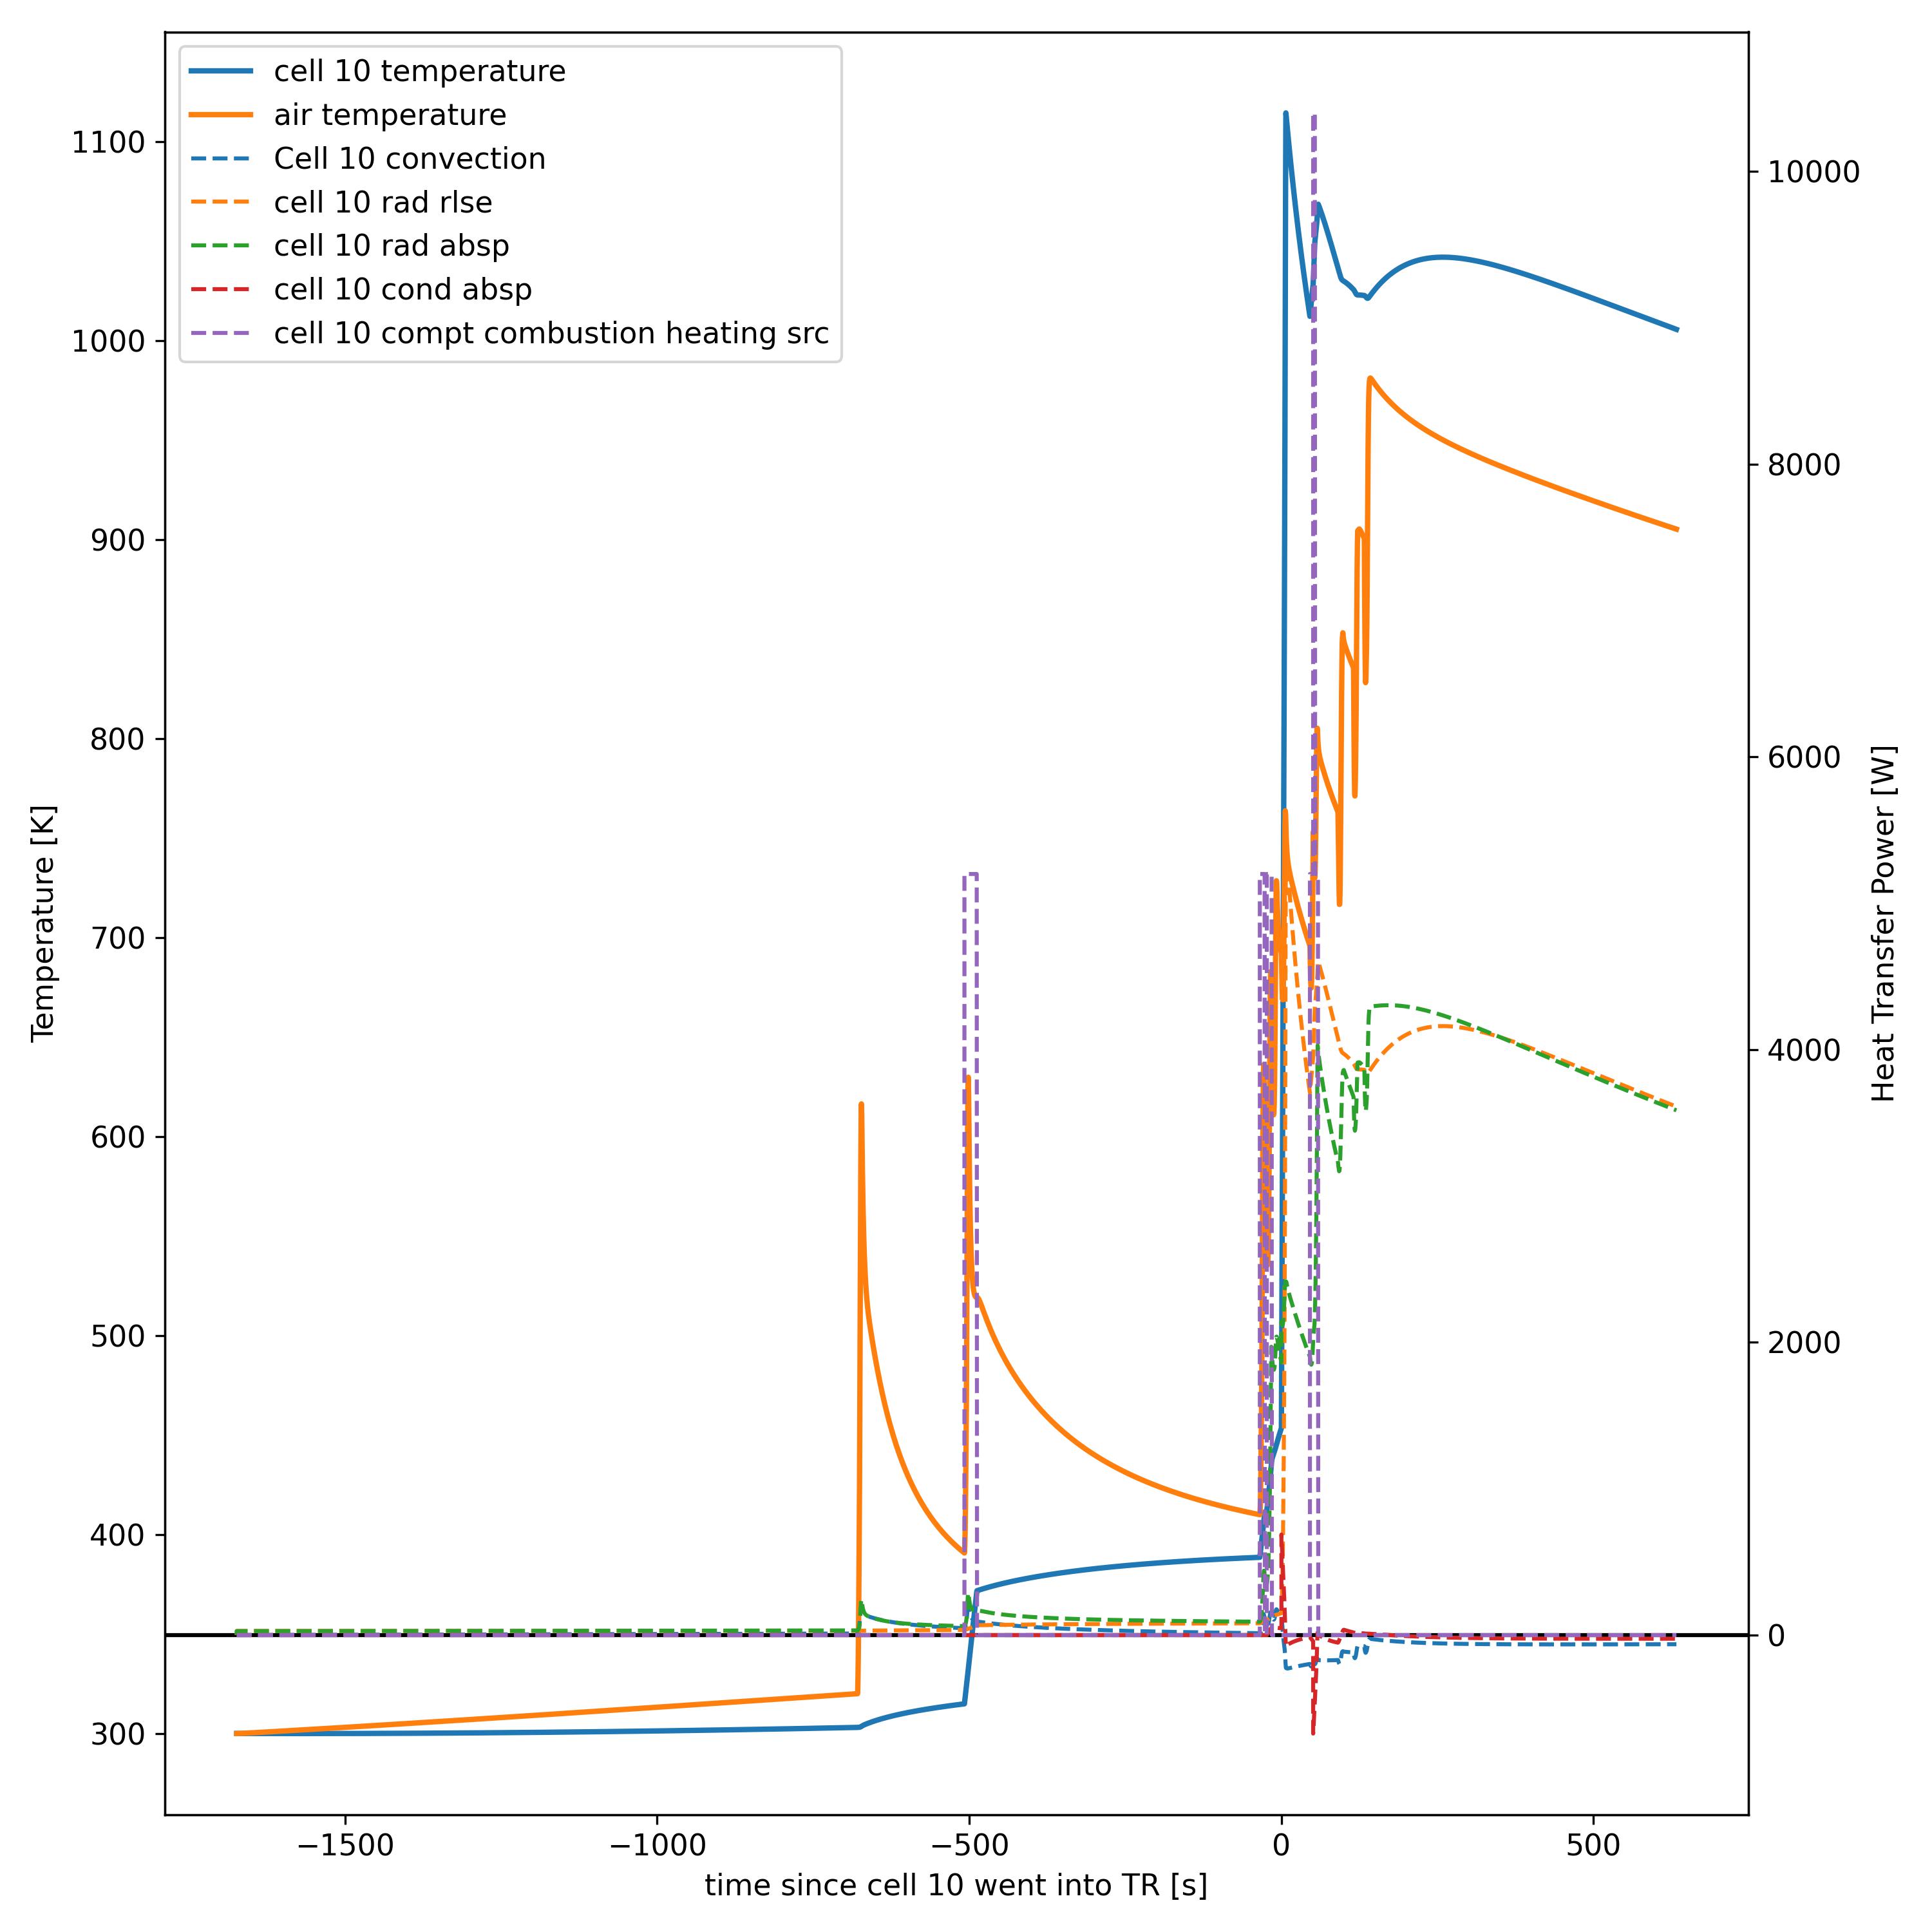 cell 10 temperature
air temperature
Cell 10 convection
cell 10 rad rlse
cell 10 rad absp
cell 10 cond absp
cell 10 compt combustion heating src
1100
1000
900
800
700
600
500
400
300
Temperature [K]
10000
8000
6000
4000
2000
0
Heat Transfer Power [W]
−1500
−1000
−500
0
500
time since cell 10 went into TR [s]